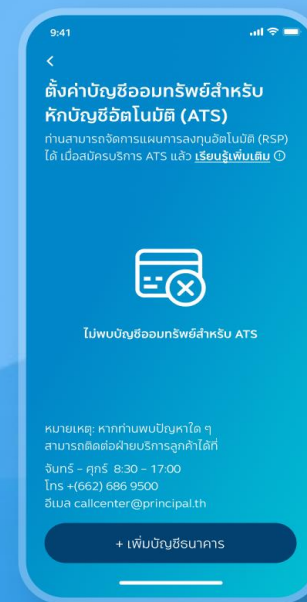 9:41
ตั้งค่าบัญชีออมทรัพย์สำหรับ
หักบัญชีอัตโนมัติ (ATS)
ท่านสามารถจัดการแผนการลงทุนอัตโนมัติ (RSP)
ได้ เมื่อสมัครบริการ ATS แล้ว เรียนรู้เพิ่มเติม
ไม่พบบัญชีออมทรัพย์สำหรับ ATS
หมายเหตุ: หากท่านพบปัญหาใด ๆ
สามารถติดต่อฝ่ายบริการลูกค้าได้ที่
จันทร์ – ศุกร์ 8:30 – 17:00
โทร +(662) 686 9500
อีเมล callcenter@principal.th
+ เพิ่มบัญชีธนาคาร